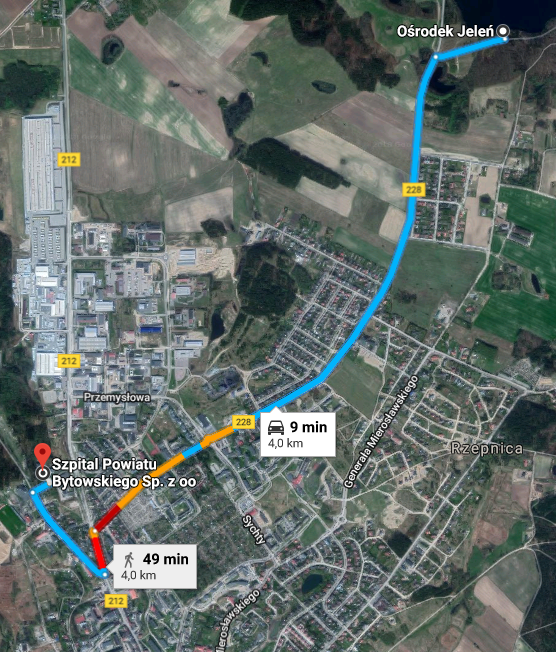 Ośrodek Jeleń
212
228
212
Przemysłowa
228
9 min
4,0 km
Generała Mierosławskiego
Rzepnica
Szpital Powiatu
Bytowskiego Sp. z oo
Sychty
49 min
4,0 km
212
Mierosławskiego